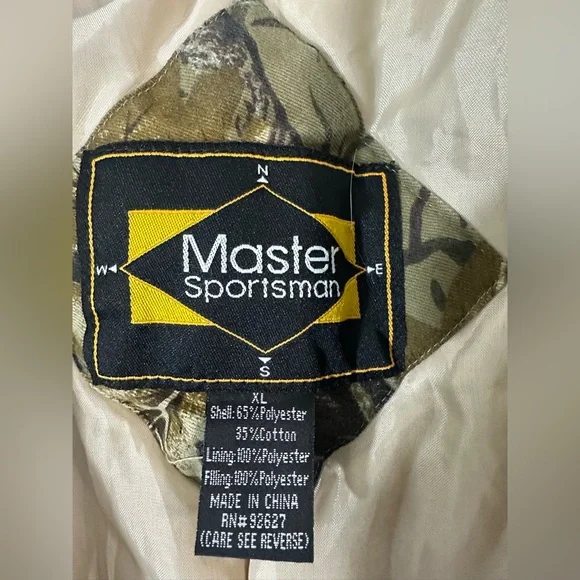 N
W
E
Master
Sportsman
S
XL
Shell: 65%Polyester
35%Cotton
Lining:100%Polyester
Filling:100%Polyester
MADE IN CHINA
RN# 92627
(CARE SEE REVERSE)